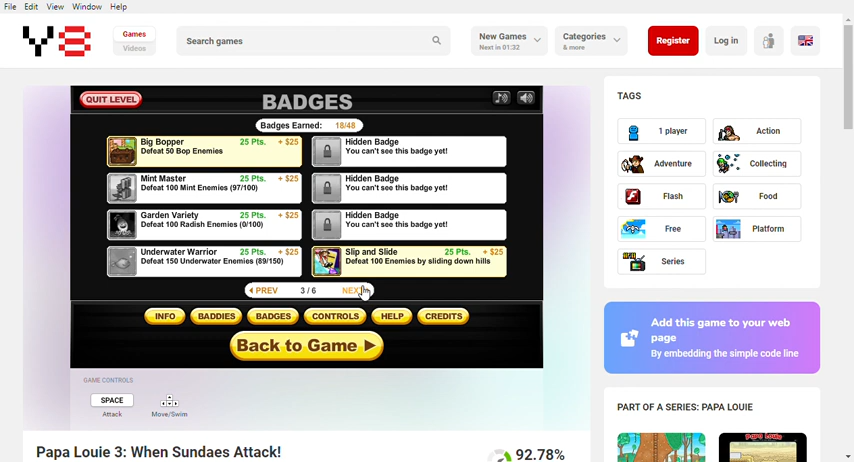 File Edit View Window Help
Y8
Games
Videos
Search games
New Games
Next in 01:32
Categories
& more
Register
Log in
QUIT LEVEL
BADGES
Badges Earned: 18/48
Big Bopper 25 Pts. + $25
Defeat 50 Bop Enemies
Hidden Badge
You can't see this badge yet!
Mint Master 25 Pts. + $25
Defeat 100 Mint Enemies (97/100)
Hidden Badge
You can't see this badge yet!
Garden Variety 25 Pts. + $25
Defeat 100 Radish Enemies (0/100)
Hidden Badge
You can't see this badge yet!
Underwater Warrior 25 Pts. + $25
Defeat 150 Underwater Enemies (89/150)
Slip and Slide 25 Pts. + $25
Defeat 100 Enemies by sliding down hills
PREV 3 / 6 NEXT
INFO BADDIES BADGES CONTROLS HELP CREDITS
Back to Game
GAME CONTROLS
SPACE
Attack
Move/Swim
Papa Louie 3: When Sundaes Attack!
92.78%
TAGS
1 player
Action
Adventure
Collecting
Flash
Food
Free
Platform
Series
Add this game to your web
page
By embedding the simple code line
PART OF A SERIES: PAPA LOUIE